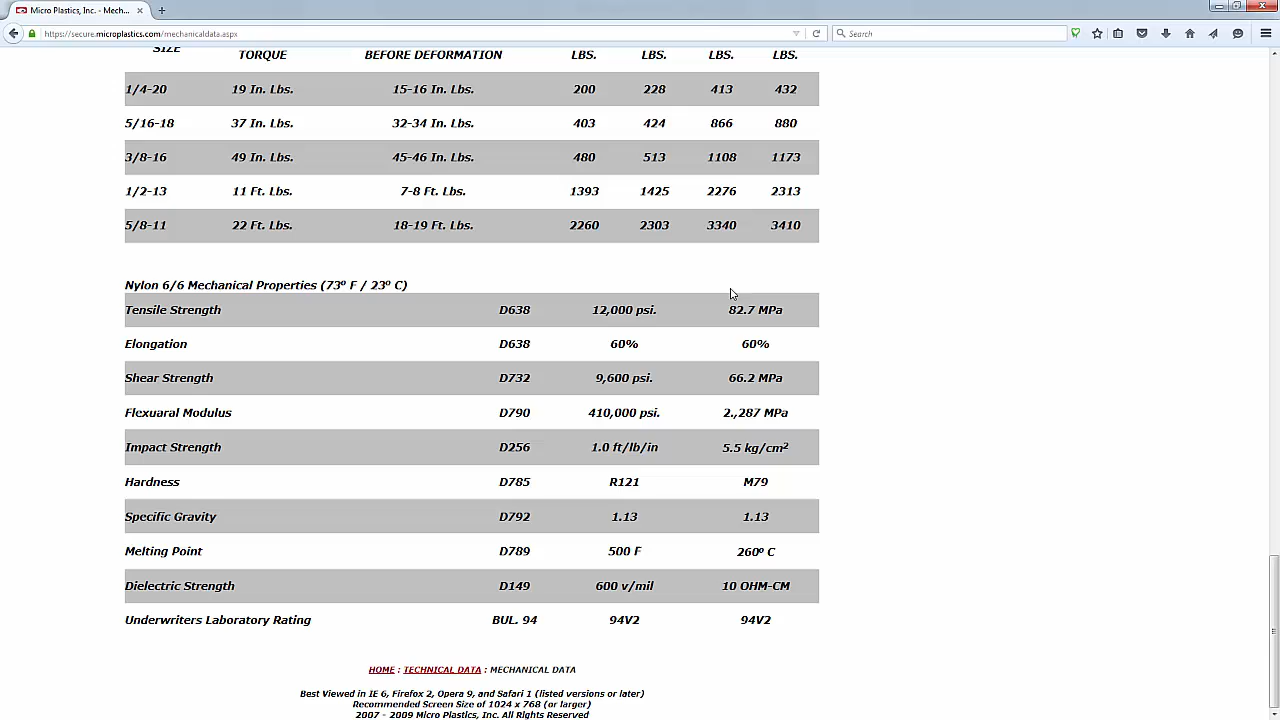 Micro Plastics, Inc. - Mech...
https://secure.microplastics.com/mechanicaldata.aspx
Search
SIZE TORQUE BEFORE DEFORMATION LBS. LBS. LBS. LBS.
1/4-20 19 In. Lbs. 15-16 In. Lbs. 200 228 413 432
5/16-18 37 In. Lbs. 32-34 In. Lbs. 403 424 866 880
3/8-16 49 In. Lbs. 45-46 In. Lbs. 480 513 1108 1173
1/2-13 11 Ft. Lbs. 7-8 Ft. Lbs. 1393 1425 2276 2313
5/8-11 22 Ft. Lbs. 18-19 Ft. Lbs. 2260 2303 3340 3410
Nylon 6/6 Mechanical Properties (73º F / 23º C)
Tensile Strength D638 12,000 psi. 82.7 MPa
Elongation D638 60% 60%
Shear Strength D732 9,600 psi. 66.2 MPa
Flexuaral Modulus D790 410,000 psi. 2.,287 MPa
Impact Strength D256 1.0 ft/lb/in 5.5 kg/cm²
Hardness D785 R121 M79
Specific Gravity D792 1.13 1.13
Melting Point D789 500 F 260º C
Dielectric Strength D149 600 v/mil 10 OHM-CM
Underwriters Laboratory Rating BUL. 94 94V2 94V2
HOME : TECHNICAL DATA : MECHANICAL DATA
Best Viewed in IE 6, Firefox 2, Opera 9, and Safari 1 (listed versions or later)
Recommended Screen Size of 1024 x 768 (or larger)
2007 - 2009 Micro Plastics, Inc. All Rights Reserved